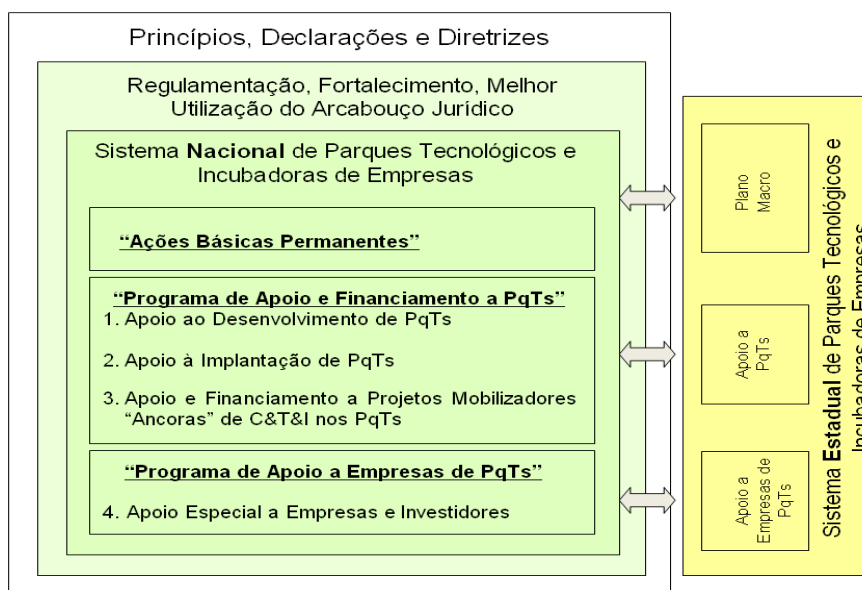 Princípios, Declarações e Diretrizes
Regulamentação, Fortalecimento, Melhor
Utilização do Arcabouço Jurídico
Sistema Nacional de Parques Tecnológicos e
Incubadoras de Empresas
“Ações Básicas Permanentes”
“Programa de Apoio e Financiamento a PqTs”
1. Apoio ao Desenvolvimento de PqTs
2. Apoio à Implantação de PqTs
3. Apoio e Financiamento a Projetos Mobilizadores
“Ancoras” de C&T&I nos PqTs
“Programa de Apoio a Empresas de PqTs”
4. Apoio Especial a Empresas e Investidores
Plano
Macro
Apoio a
PqTs
Apoio a
Empresas de
PqTs
Sistema Estadual de Parques Tecnológicos e
Incubadoras de Empresas